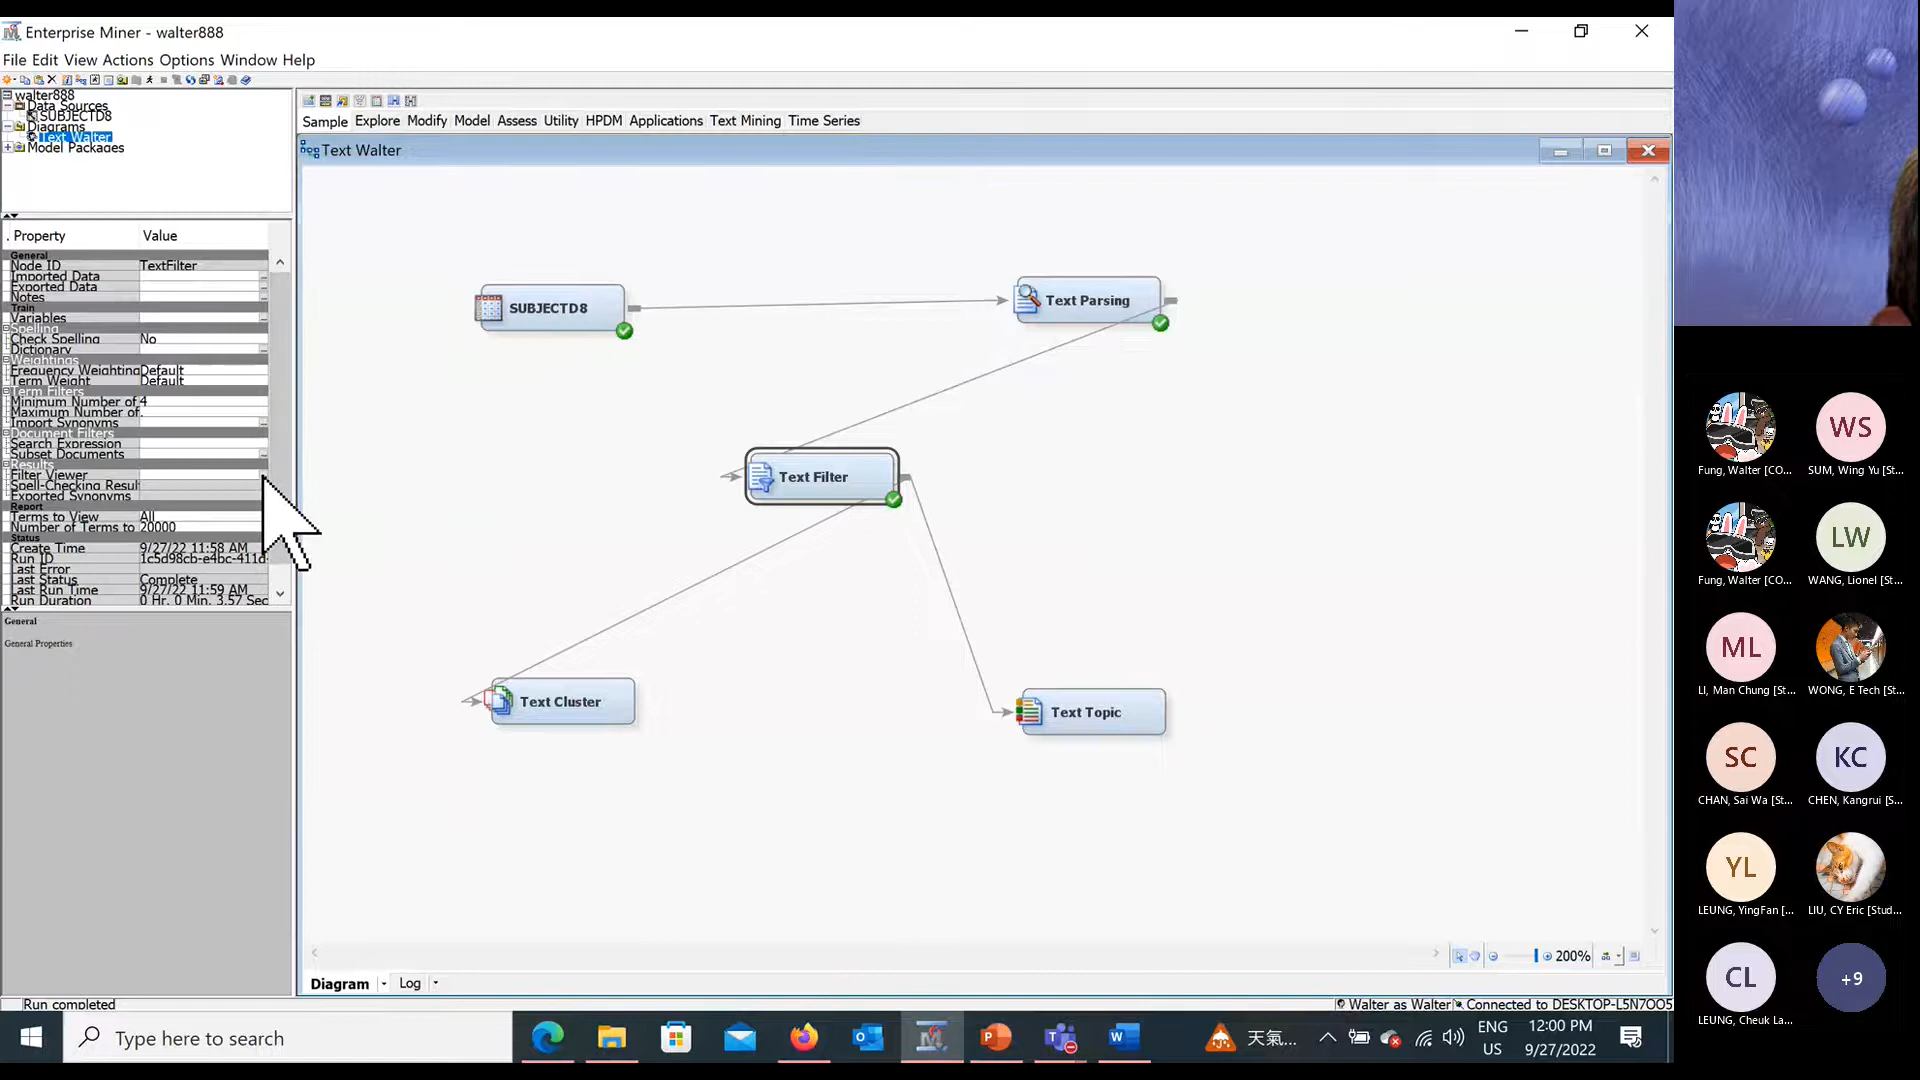 Enterprise Miner - walter888
File Edit View Actions Options Window Help
walter888
Data Sources
SUBJECTD8
Diagrams
Text Walter
Model Packages
Sample Explore Modify Model Assess Utility HPDM Applications Text Mining Time Series
Text Walter
. Property Value
General
Node ID TextFilter
Imported Data
Exported Data
Notes
Train
Variables
Spelling
Check Spelling No
Dictionary
Weightings
Frequency Weighting Default
Term Weight Default
Term Filters
Minimum Number of 4
Maximum Number of .
Import Synonyms
Document Filters
Search Expression
Subset Documents
Results
Filter Viewer
Spell-Checking Resul
Exported Synonyms
Report
Terms to View All
Number of Terms to 20000
Status
Create Time 9/27/22 11:58 AM
Run ID 1c5d98cb-e4bc-411d-
Last Error
Last Status Complete
Last Run Time 9/27/22 11:59 AM
Run Duration 0 Hr. 0 Min. 3.57 Sec
General
General Properties
SUBJECTD8
Text Parsing
Text Filter
Text Cluster
Text Topic
200%
Diagram Log
Run completed
Walter as Walter Connected to DESKTOP-L5N7OO5
Type here to search
天氣...
ENG
US
12:00 PM
9/27/2022
Fung, Walter [CO...
WS
SUM, Wing Yu [St...
Fung, Walter [CO...
LW
WANG, Lionel [St...
ML
LI, Man Chung [St...
WONG, E Tech [St...
SC
CHAN, Sai Wa [St...
KC
CHEN, Kangrui [S...
YL
LEUNG, YingFan [...
LIU, CY Eric [Stud...
CL
LEUNG, Cheuk La...
+9